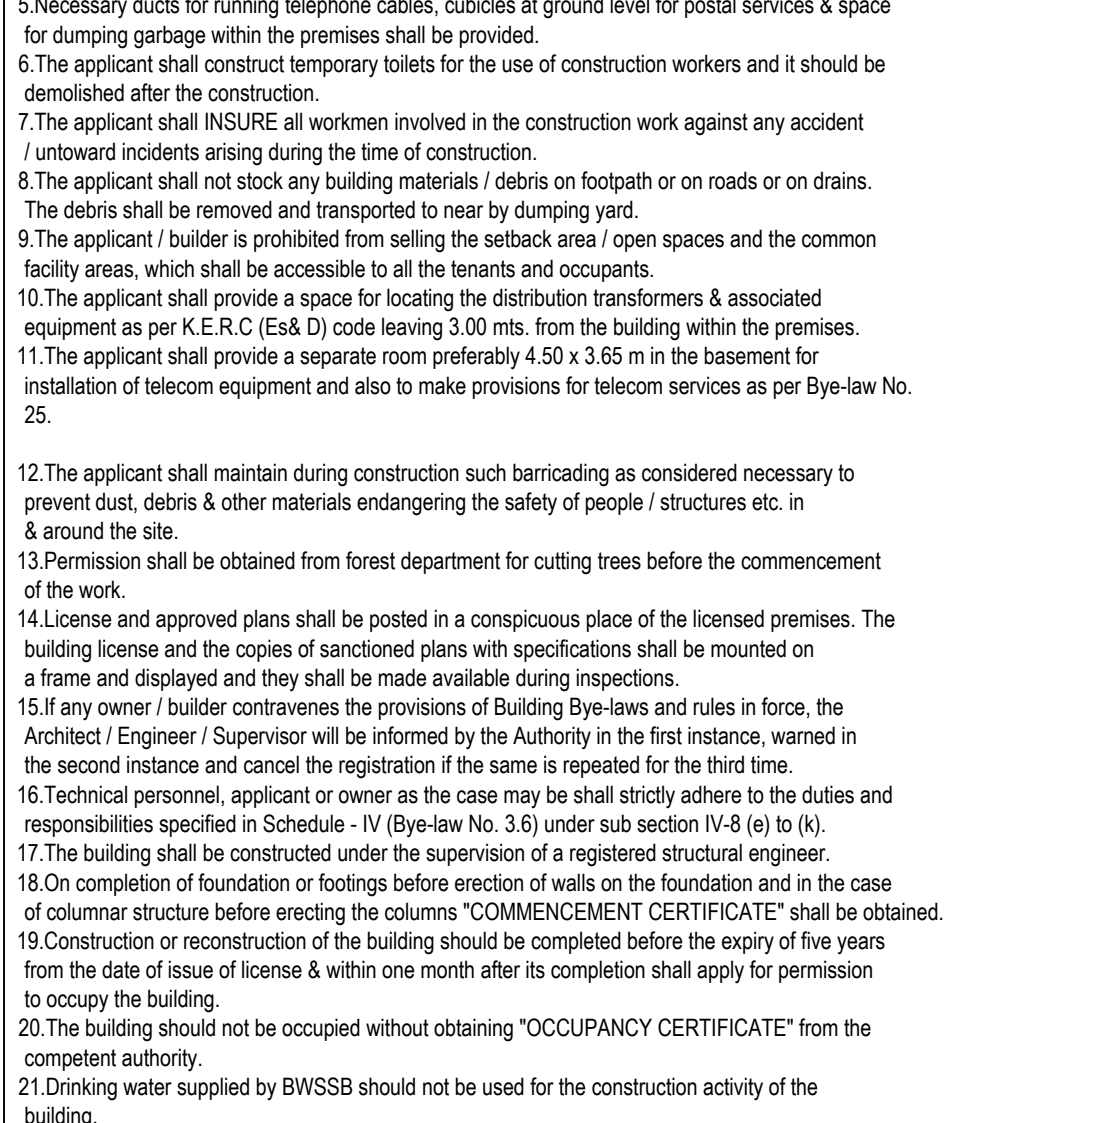 5.Necessary ducts for running telephone cables, cubicles at ground level for postal services & space
for dumping garbage within the premises shall be provided.
6.The applicant shall construct temporary toilets for the use of construction workers and it should be
demolished after the construction.
7.The applicant shall INSURE all workmen involved in the construction work against any accident
/ untoward incidents arising during the time of construction.
8.The applicant shall not stock any building materials / debris on footpath or on roads or on drains.
The debris shall be removed and transported to near by dumping yard.
9.The applicant / builder is prohibited from selling the setback area / open spaces and the common
facility areas, which shall be accessible to all the tenants and occupants.
10.The applicant shall provide a space for locating the distribution transformers & associated
equipment as per K.E.R.C (Es& D) code leaving 3.00 mts. from the building within the premises.
11.The applicant shall provide a separate room preferably 4.50 x 3.65 m in the basement for
installation of telecom equipment and also to make provisions for telecom services as per Bye-law No.
25.
12.The applicant shall maintain during construction such barricading as considered necessary to
prevent dust, debris & other materials endangering the safety of people / structures etc. in
& around the site.
13.Permission shall be obtained from forest department for cutting trees before the commencement
of the work.
14.License and approved plans shall be posted in a conspicuous place of the licensed premises. The
building license and the copies of sanctioned plans with specifications shall be mounted on
a frame and displayed and they shall be made available during inspections.
15.If any owner / builder contravenes the provisions of Building Bye-laws and rules in force, the
Architect / Engineer / Supervisor will be informed by the Authority in the first instance, warned in
the second instance and cancel the registration if the same is repeated for the third time.
16.Technical personnel, applicant or owner as the case may be shall strictly adhere to the duties and
responsibilities specified in Schedule - IV (Bye-law No. 3.6) under sub section IV-8 (e) to (k).
17.The building shall be constructed under the supervision of a registered structural engineer.
18.On completion of foundation or footings before erection of walls on the foundation and in the case
of columnar structure before erecting the columns "COMMENCEMENT CERTIFICATE" shall be obtained.
19.Construction or reconstruction of the building should be completed before the expiry of five years
from the date of issue of license & within one month after its completion shall apply for permission
to occupy the building.
20.The building should not be occupied without obtaining "OCCUPANCY CERTIFICATE" from the
competent authority.
21.Drinking water supplied by BWSSB should not be used for the construction activity of the
building.